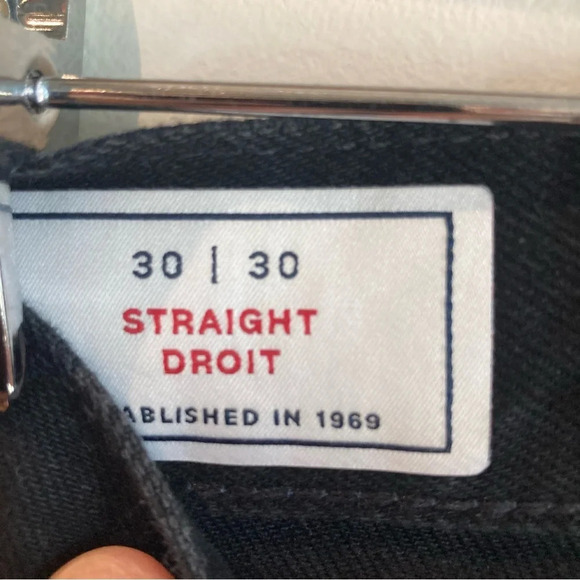 30 | 30
STRAIGHT
DROIT
ABLISHED IN 1969